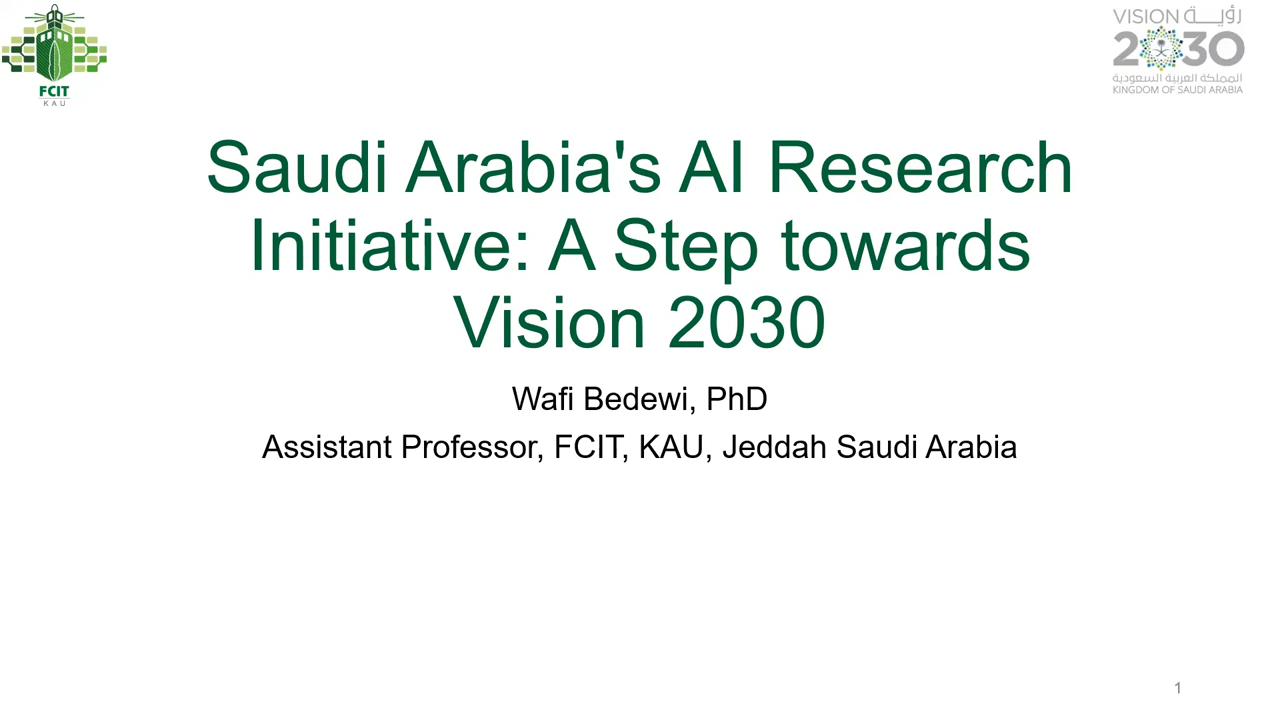 FCIT
KAU
VISION رؤيــة
2030
المملكة العربية السعودية
KINGDOM OF SAUDI ARABIA
Saudi Arabia's AI Research
Initiative: A Step towards
Vision 2030
Wafi Bedewi, PhD
Assistant Professor, FCIT, KAU, Jeddah Saudi Arabia
1